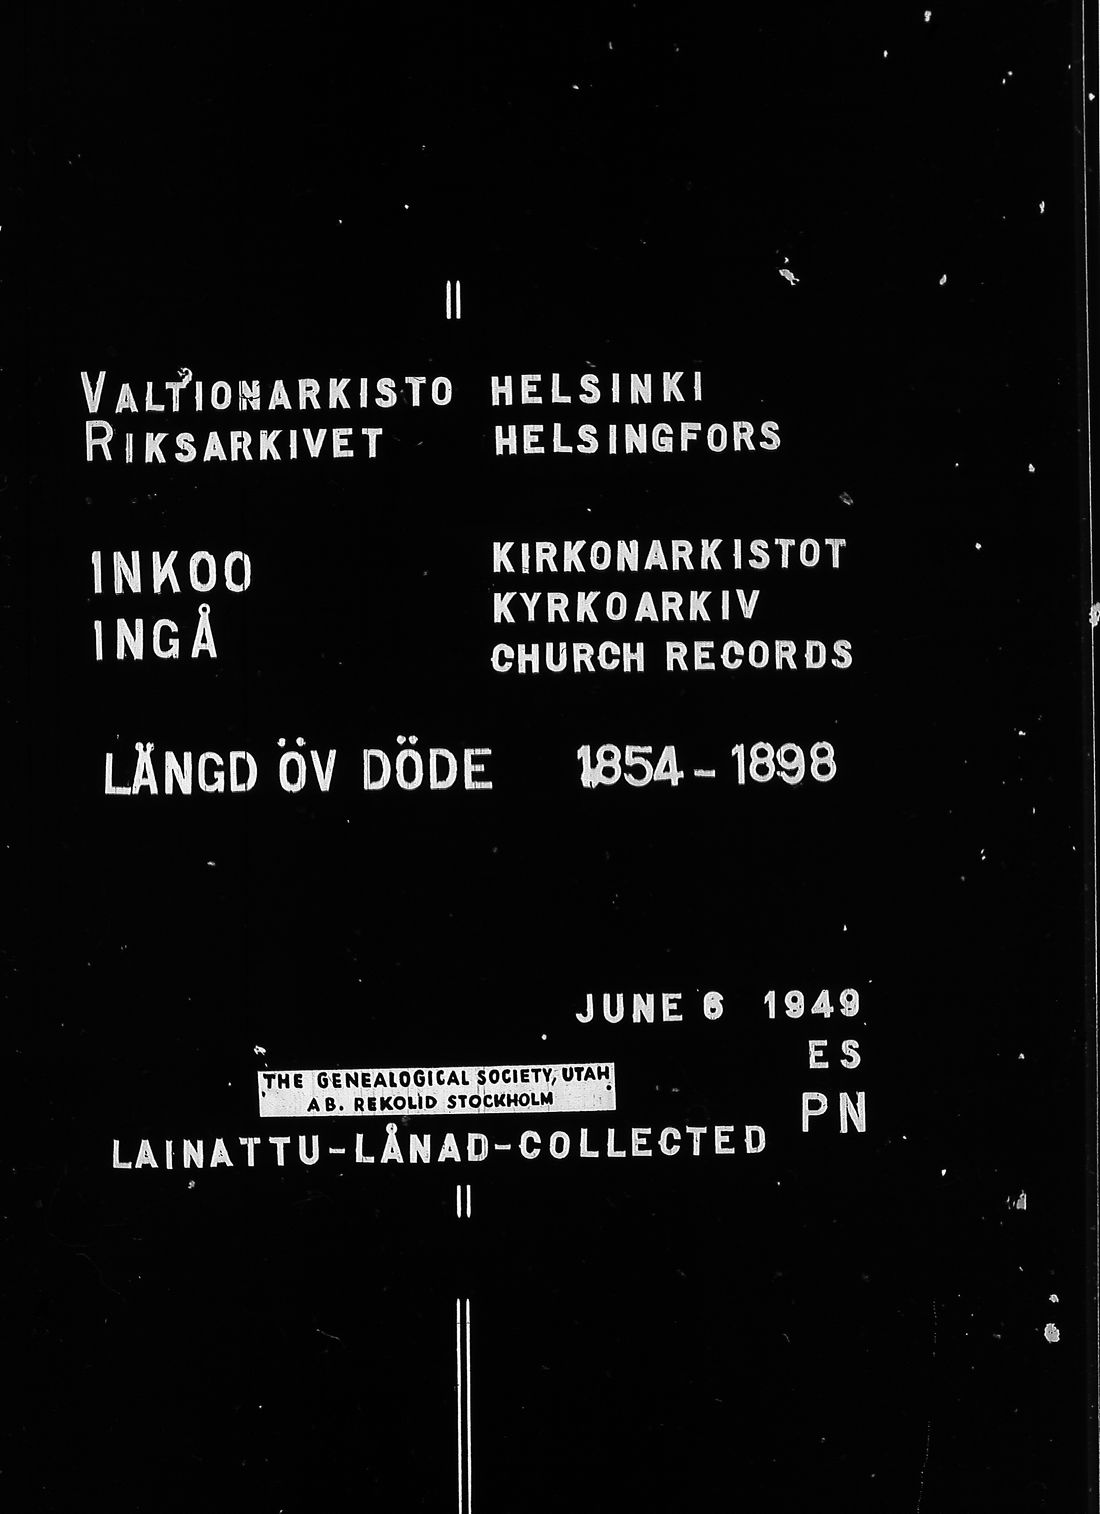 VALTIONARKISTO HELSINKI
RIKSARKIVET HELSINGFORS
INKOO KIRKONARKISTOT
INGÅ KYRKOARKIV
CHURCH RECORDS
LÄNGD ÖV DÖDE 1854-1898
JUNE 6 1949
ES
THE GENEALOGICAL SOCIETY, UTAH
AB. REKOLID STOCKHOLM
PN
LAINATTU-LÅNAD-COLLECTED